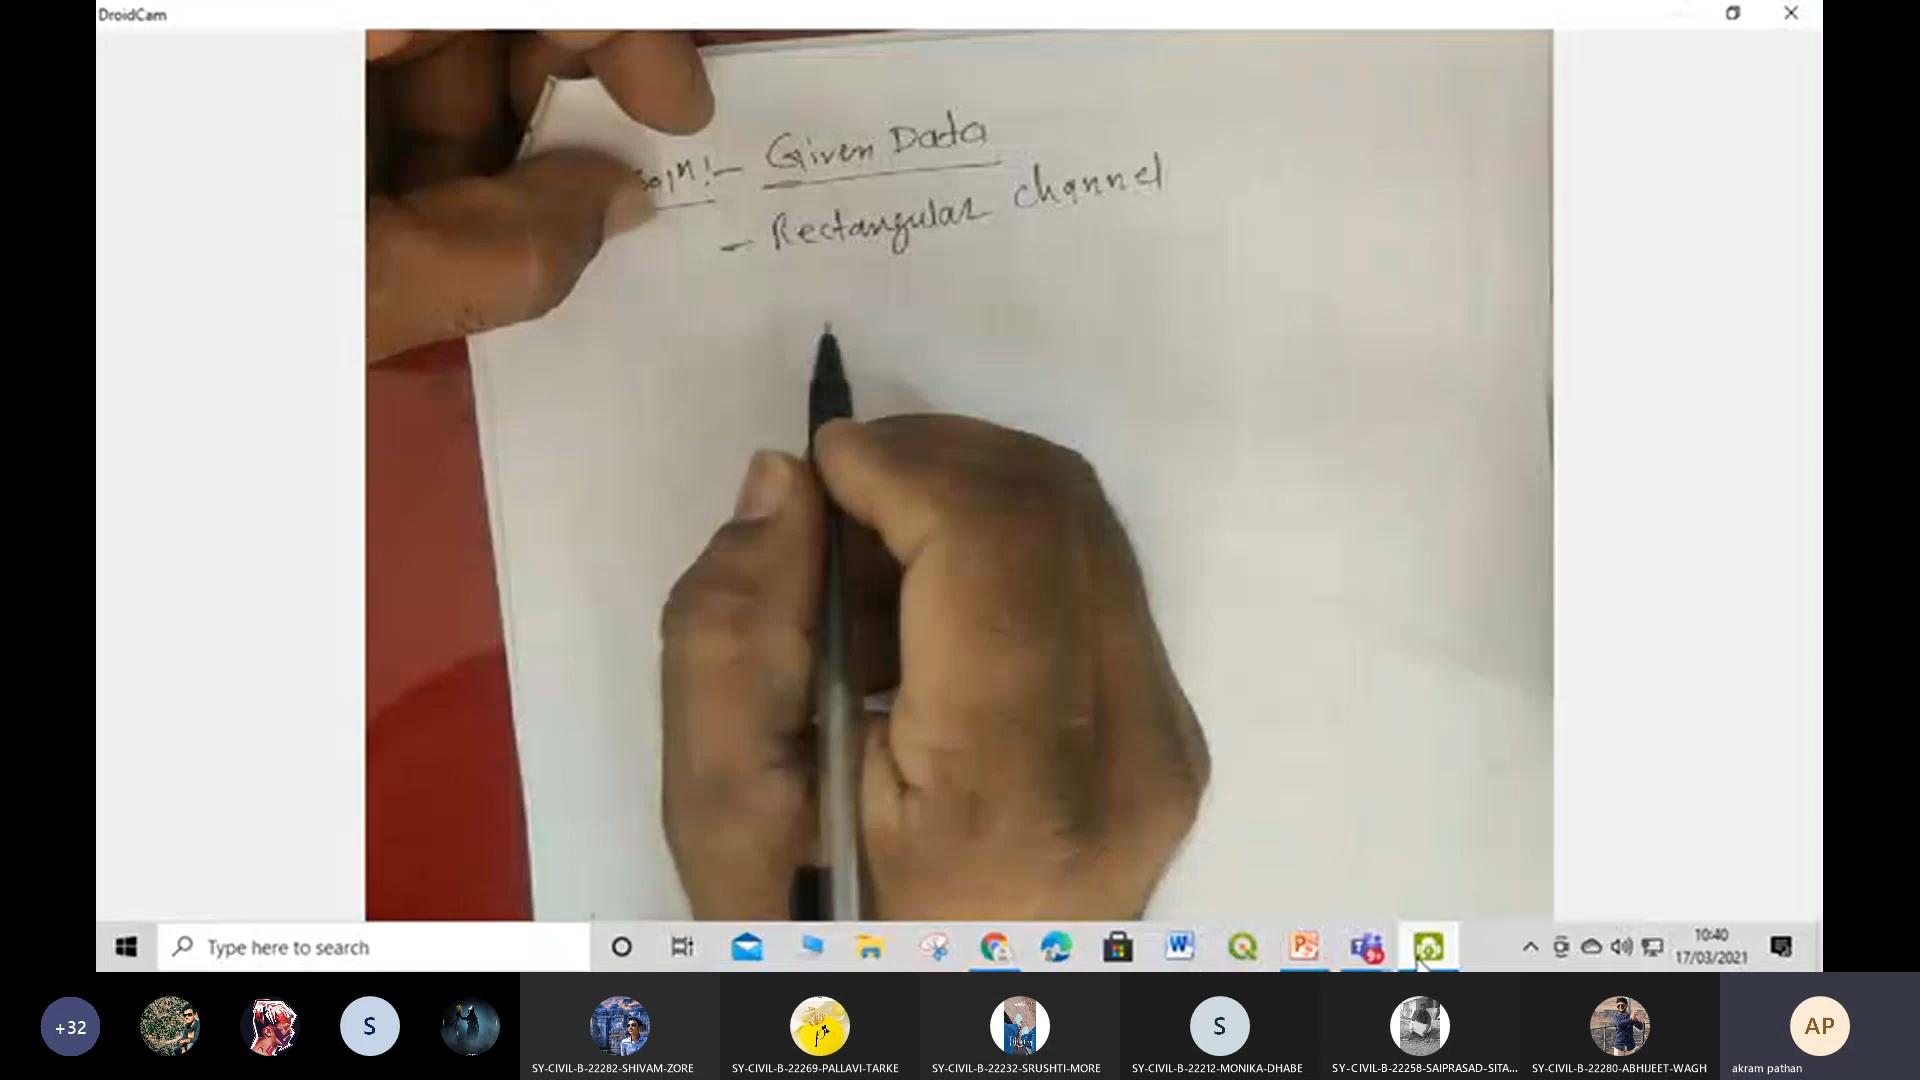 DroidCam
Soln:- Given Data
- Rectangular channel
Type here to search
10:40
17/03/2021
+32
S
SY-CIVIL-B-22282-SHIVAM-ZORE
SY-CIVIL-B-22269-PALLAVI-TARKE
SY-CIVIL-B-22232-SRUSHTI-MORE
S
SY-CIVIL-B-22212-MONIKA-DHABE
SY-CIVIL-B-22258-SAIPRASAD-SITA...
SY-CIVIL-B-22280-ABHIJEET-WAGH
AP
akram pathan